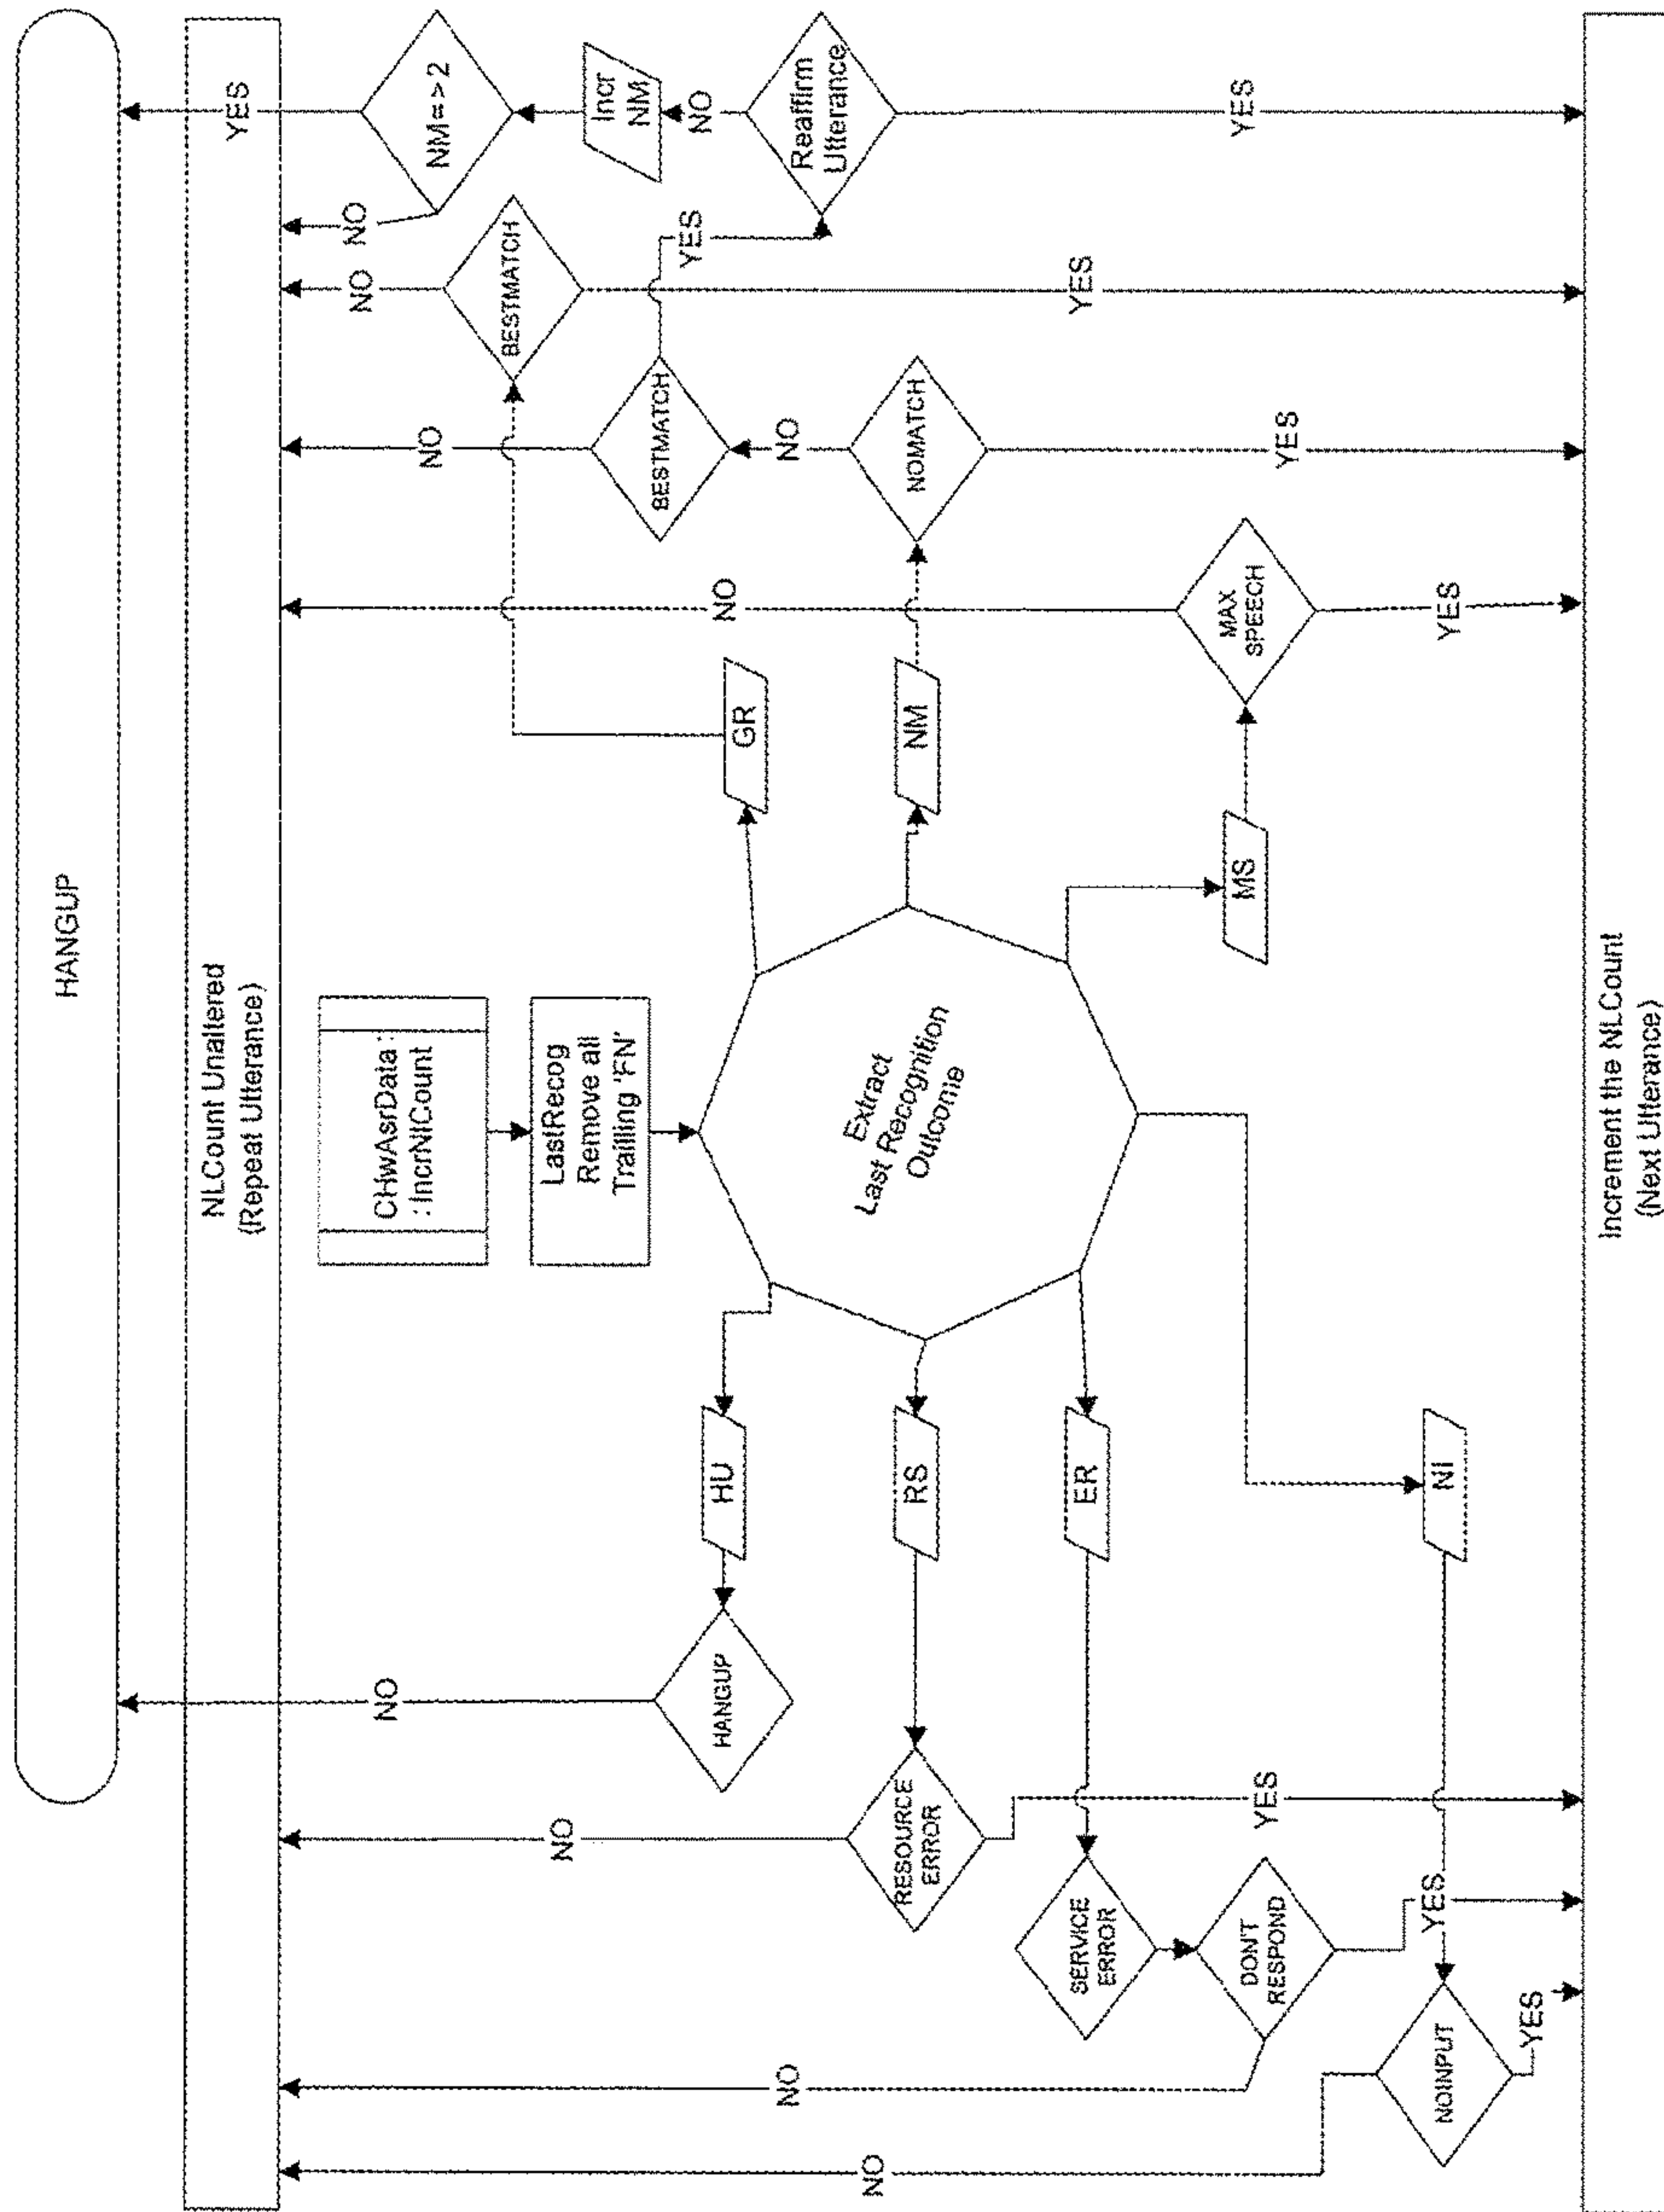 HANGUP
NLCount Unaltered
(Repeat Utterance)
CHwAsrData:
:IncrNlCount
LastRecog
Remove all
Trailling 'FN'
Extract
Last Recognition
Outcome
HU
HANGUP
NO
RS
RESOURCE
ERROR
NO
YES
ER
SERVICE
ERROR
DON'T
RESPOND
NO
YES
NI
NOINPUT
NO
YES
GR
BESTMATCH
NO
YES
NM
NOMATCH
NO
YES
BESTMATCH
NO
YES
MS
MAX
SPEECH
NO
YES
Reaffirm
Utterance
NO
YES
Incr
NM
NM=>2
NO
YES
Increment the NLCount
(Next Utterance)